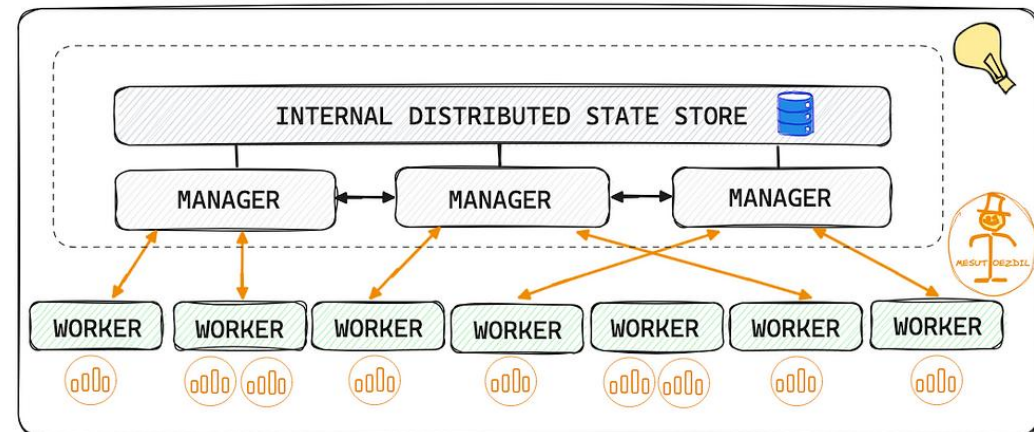 INTERNAL DISTRIBUTED STATE STORE
MANAGER MANAGER MANAGER
MESUT OEZDIL
WORKER WORKER WORKER WORKER WORKER WORKER WORKER